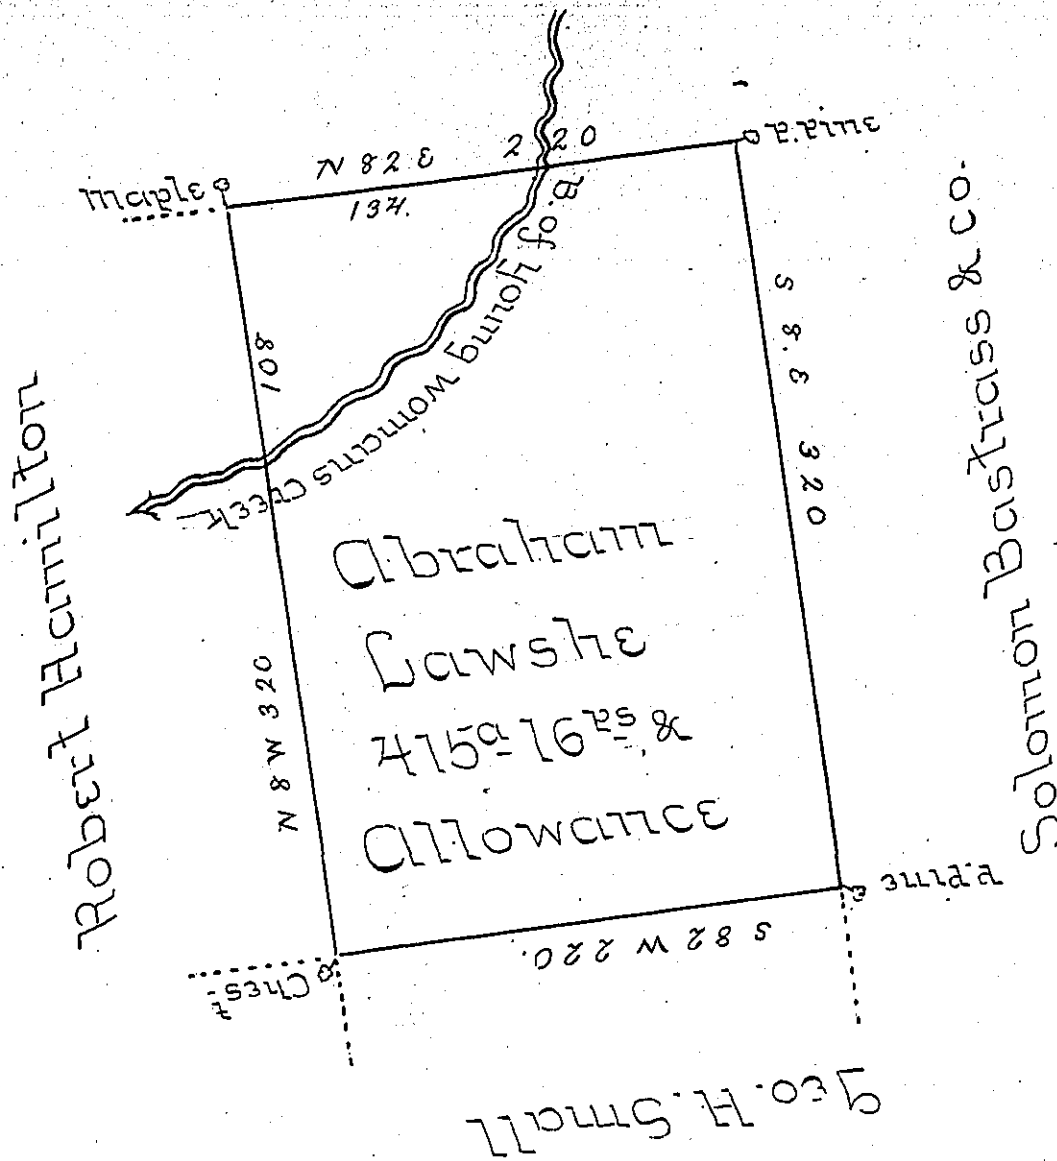 Maple
N 82 E 220
134.
P. Pine
B. of young womans creek
108
S 8. E 320
Robert Hamilton
Solomon Bastrass & co.
Abraham
Lawshe
415a 16ps &
Allowance
N 8 W 320
P. Pine
S 82 W 220.
Chest.
Geo. H. Small